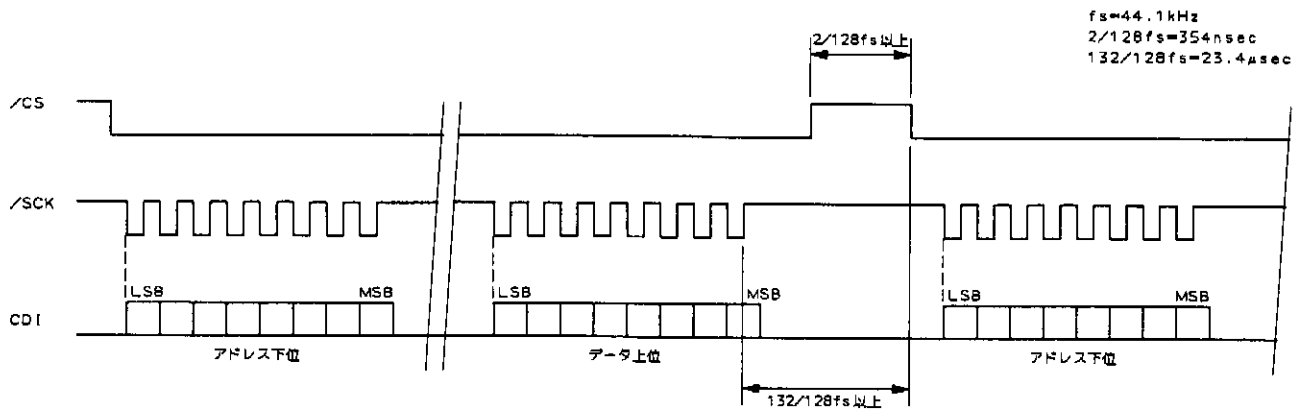 fs=44.1kHz
2/128fs=354nsec
132/128fs=23.4μsec
2/128fs以上
/CS
/SCK
LSB MSB LSB MSB LSB MSB
CDI
アドレス下位 データ上位 アドレス下位
132/128fs以上